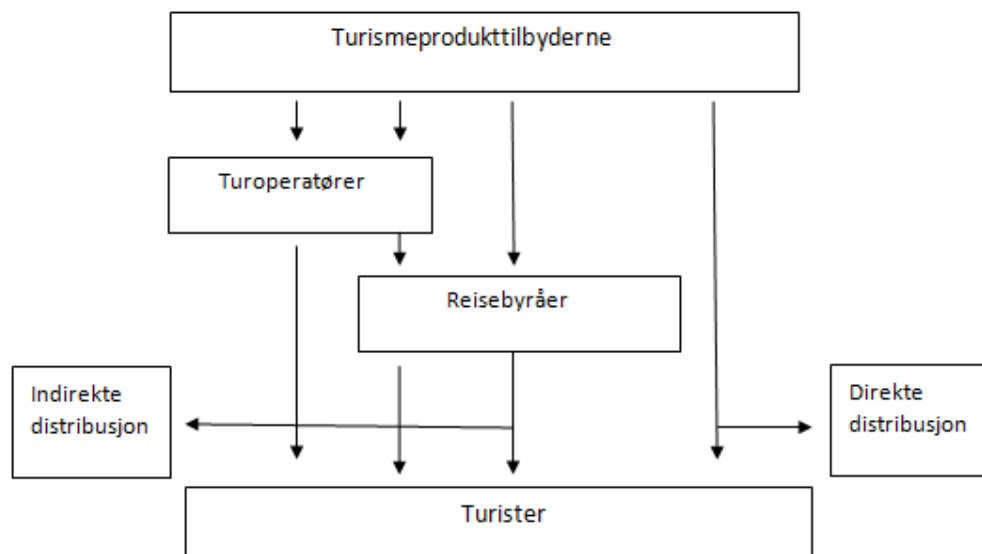 Turismeprodukttilbyderne
Turoperatører
Reisebyråer
Indirekte
distribusjon
Direkte
distribusjon
Turister